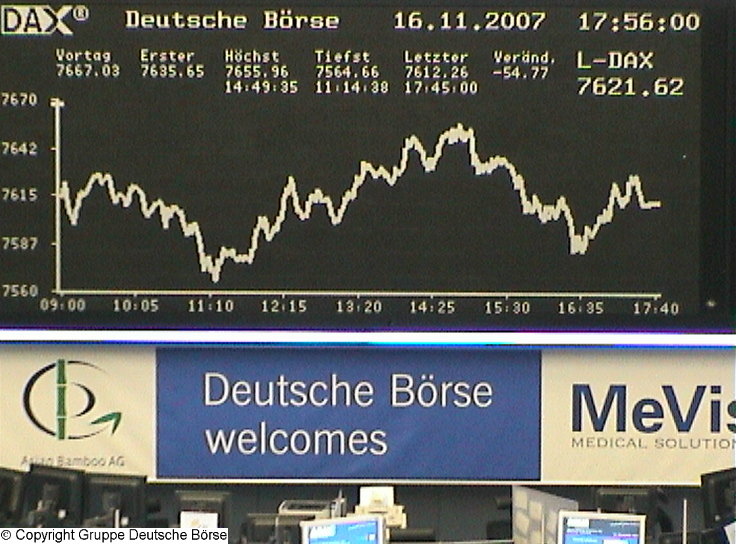 DAX® Deutsche Börse 16.11.2007 17:56:00
Vortag Erster Höchst Tiefst Letzter Veränd. L-DAX
7667.03 7635.65 7655.96 7564.66 7612.26 -54.77 7621.62
14:49:35 11:14:38 17:45:00
7670
7642
7615
7587
7560
09:00 10:05 11:10 12:15 13:20 14:25 15:30 16:35 17:40
Deutsche Börse
welcomes
Asian Bamboo AG
MeVis
MEDICAL SOLUTION
© Copyright Gruppe Deutsche Börse